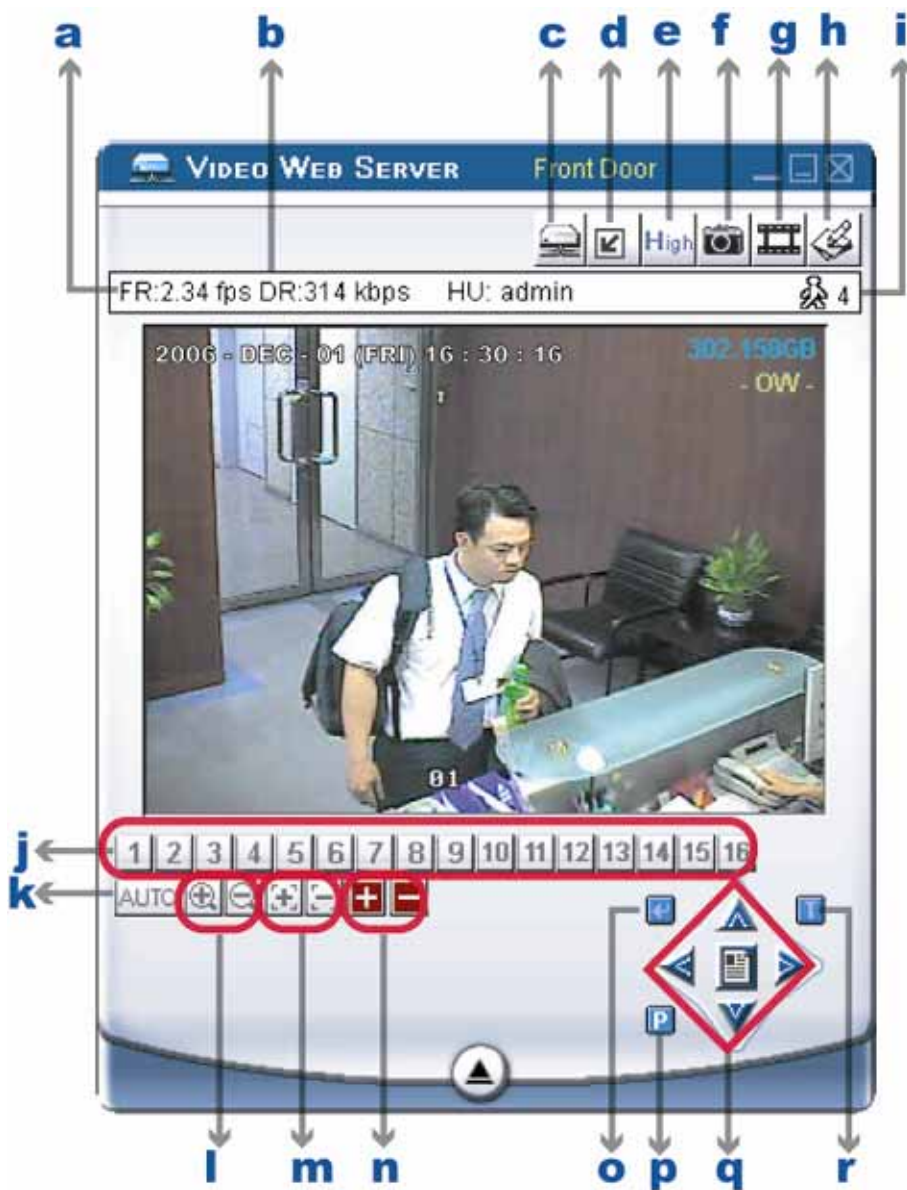 a b c d e f g h i
VIDEO WEB SERVER Front Door
High
FR:2.34 fps DR:314 kbps HU: admin 4
2006 - DEC - 01 (FRI) 16 : 30 : 16 302.158GB
- OW -
01
j 1 2 3 4 5 6 7 8 9 10 11 12 13 14 15 16
k AUTO
T
P
l m n o p q r